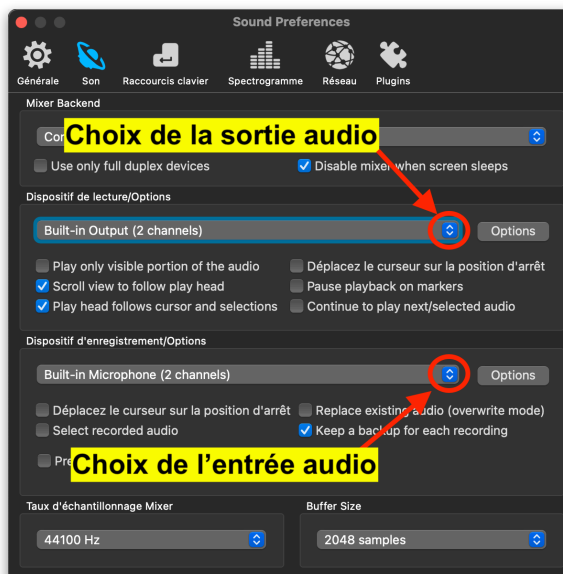 Sound Preferences
Générale Son Raccourcis clavier Spectrogramme Réseau Plugins
Mixer Backend
Choix de la sortie audio
Use only full duplex devices Disable mixer when screen sleeps
Dispositif de lecture/Options
Built-in Output (2 channels) Options
Play only visible portion of the audio Déplacez le curseur sur la position d'arrêt
Scroll view to follow play head Pause playback on markers
Play head follows cursor and selections Continue to play next/selected audio
Dispositif d'enregistrement/Options
Built-in Microphone (2 channels) Options
Déplacez le curseur sur la position d'arrêt Replace existing audio (overwrite mode)
Select recorded audio Keep a backup for each recording
Choix de l’entrée audio
Taux d'échantillonnage Mixer Buffer Size
44100 Hz 2048 samples